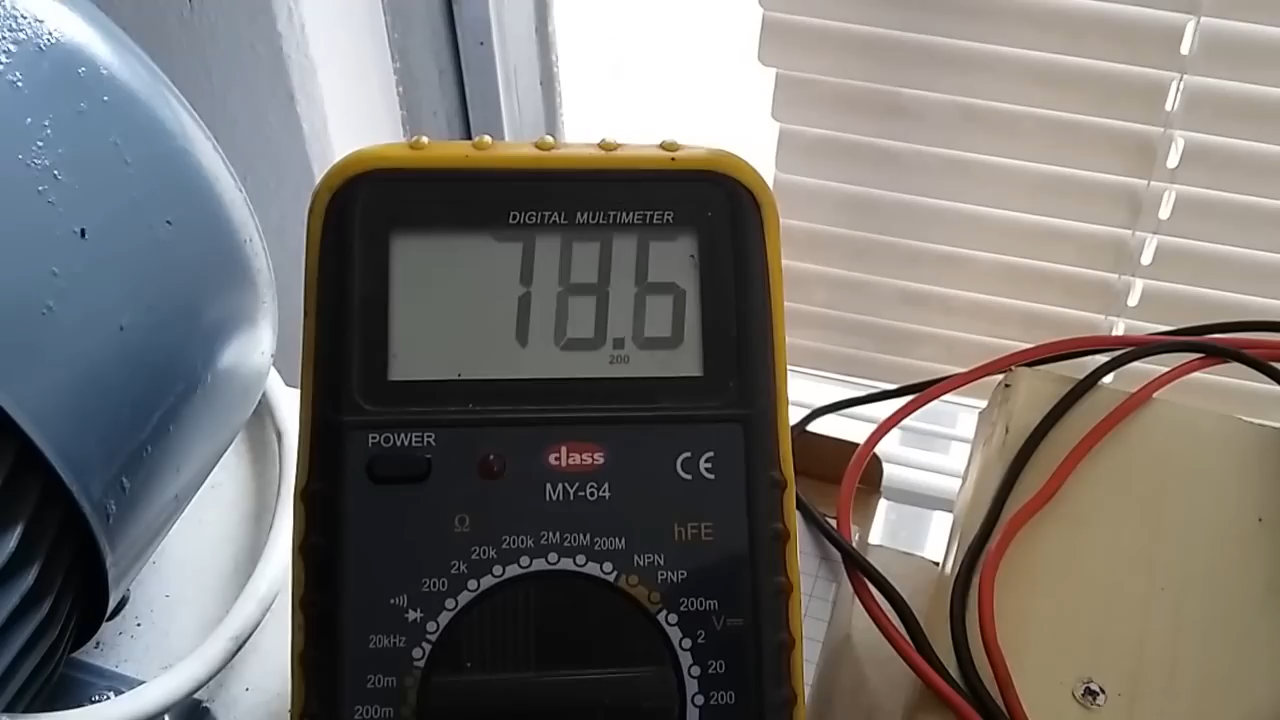 DIGITAL MULTIMETER
78.6
200
POWER
class
CE
MY-64
Ω
hFE
200 2k 20k 200k 2M 20M 200M
NPN
PNP
20kHz
20m
200m
200m
V
2
20
200